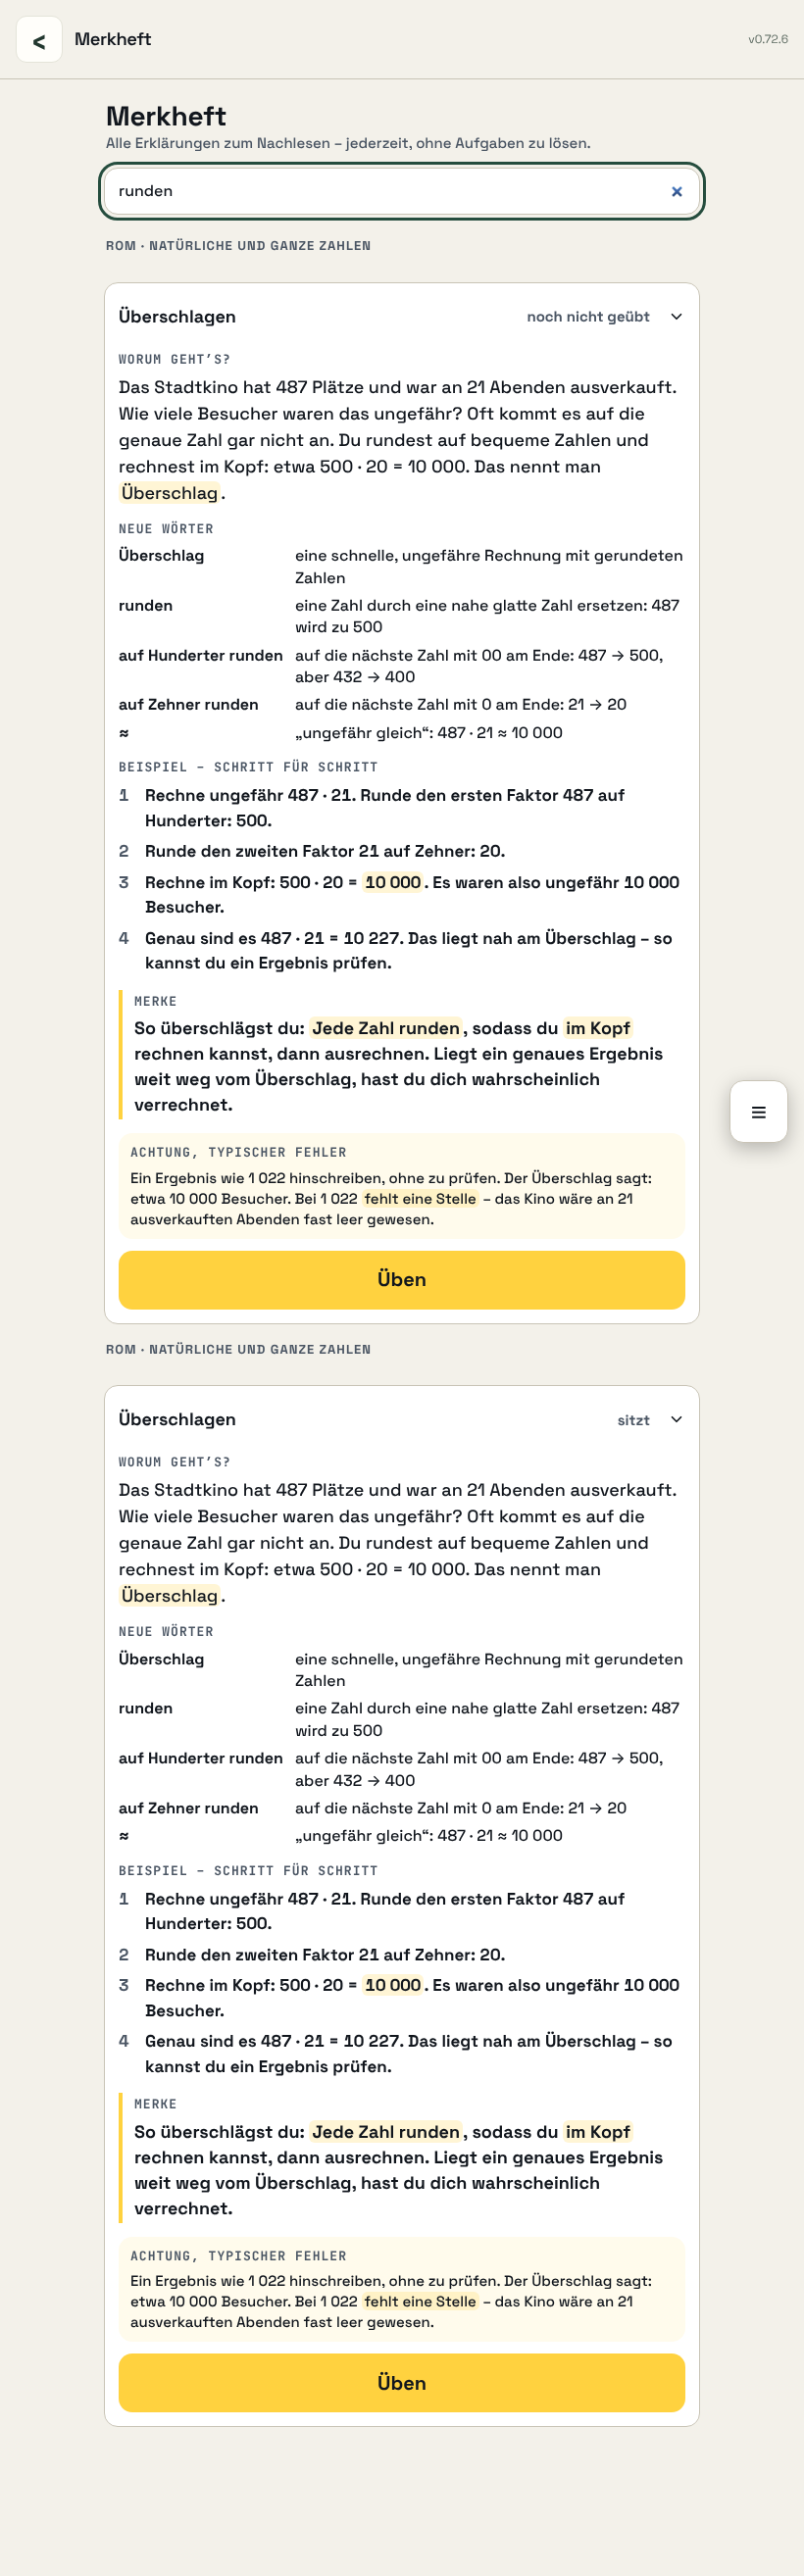 Merkheft
v0.72.6
Merkheft
Alle Erklärungen zum Nachlesen – jederzeit, ohne Aufgaben zu lösen.
runden
ROM · NATÜRLICHE UND GANZE ZAHLEN
Überschlagen noch nicht geübt
WORUM GEHT’S?
Das Stadtkino hat 487 Plätze und war an 21 Abenden ausverkauft.
Wie viele Besucher waren das ungefähr? Oft kommt es auf die
genaue Zahl gar nicht an. Du rundest auf bequeme Zahlen und
rechnest im Kopf: etwa 500 · 20 = 10 000. Das nennt man
Überschlag.
NEUE WÖRTER
Überschlag eine schnelle, ungefähre Rechnung mit gerundeten
Zahlen
runden eine Zahl durch eine nahe glatte Zahl ersetzen: 487
wird zu 500
auf Hunderter runden auf die nächste Zahl mit 00 am Ende: 487 → 500,
aber 432 → 400
auf Zehner runden auf die nächste Zahl mit 0 am Ende: 21 → 20
≈ „ungefähr gleich“: 487 · 21 ≈ 10 000
BEISPIEL – SCHRITT FÜR SCHRITT
1 Rechne ungefähr 487 · 21. Runde den ersten Faktor 487 auf
Hunderter: 500.
2 Runde den zweiten Faktor 21 auf Zehner: 20.
3 Rechne im Kopf: 500 · 20 = 10 000. Es waren also ungefähr 10 000
Besucher.
4 Genau sind es 487 · 21 = 10 227. Das liegt nah am Überschlag – so
kannst du ein Ergebnis prüfen.
MERKE
So überschlägst du: Jede Zahl runden, sodass du im Kopf
rechnen kannst, dann ausrechnen. Liegt ein genaues Ergebnis
weit weg vom Überschlag, hast du dich wahrscheinlich
verrechnet.
ACHTUNG, TYPISCHER FEHLER
Ein Ergebnis wie 1 022 hinschreiben, ohne zu prüfen. Der Überschlag sagt:
etwa 10 000 Besucher. Bei 1 022 fehlt eine Stelle – das Kino wäre an 21
ausverkauften Abenden fast leer gewesen.
Üben
ROM · NATÜRLICHE UND GANZE ZAHLEN
Überschlagen sitzt
WORUM GEHT’S?
Das Stadtkino hat 487 Plätze und war an 21 Abenden ausverkauft.
Wie viele Besucher waren das ungefähr? Oft kommt es auf die
genaue Zahl gar nicht an. Du rundest auf bequeme Zahlen und
rechnest im Kopf: etwa 500 · 20 = 10 000. Das nennt man
Überschlag.
NEUE WÖRTER
Überschlag eine schnelle, ungefähre Rechnung mit gerundeten
Zahlen
runden eine Zahl durch eine nahe glatte Zahl ersetzen: 487
wird zu 500
auf Hunderter runden auf die nächste Zahl mit 00 am Ende: 487 → 500,
aber 432 → 400
auf Zehner runden auf die nächste Zahl mit 0 am Ende: 21 → 20
≈ „ungefähr gleich“: 487 · 21 ≈ 10 000
BEISPIEL – SCHRITT FÜR SCHRITT
1 Rechne ungefähr 487 · 21. Runde den ersten Faktor 487 auf
Hunderter: 500.
2 Runde den zweiten Faktor 21 auf Zehner: 20.
3 Rechne im Kopf: 500 · 20 = 10 000. Es waren also ungefähr 10 000
Besucher.
4 Genau sind es 487 · 21 = 10 227. Das liegt nah am Überschlag – so
kannst du ein Ergebnis prüfen.
MERKE
So überschlägst du: Jede Zahl runden, sodass du im Kopf
rechnen kannst, dann ausrechnen. Liegt ein genaues Ergebnis
weit weg vom Überschlag, hast du dich wahrscheinlich
verrechnet.
ACHTUNG, TYPISCHER FEHLER
Ein Ergebnis wie 1 022 hinschreiben, ohne zu prüfen. Der Überschlag sagt:
etwa 10 000 Besucher. Bei 1 022 fehlt eine Stelle – das Kino wäre an 21
ausverkauften Abenden fast leer gewesen.
Üben